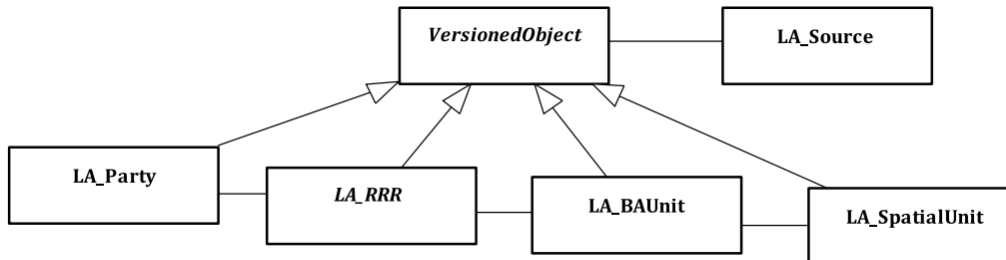 VersionedObject
LA_Source
LA_Party
LA_RRR
LA_BAUnit
LA_SpatialUnit